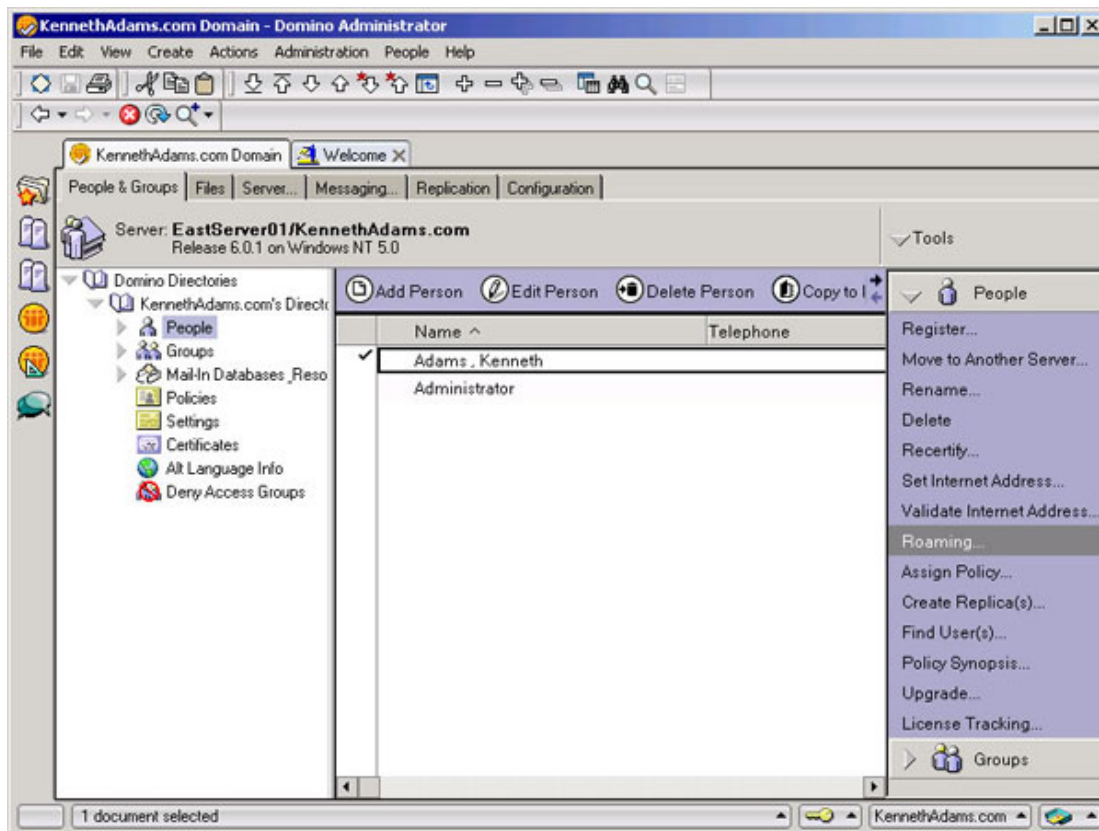 KennethAdams.com Domain - Domino Administrator
File Edit View Create Actions Administration People Help
KennethAdams.com Domain Welcome
People & Groups Files Server... Messaging... Replication Configuration
Server: EastServer01/KennethAdams.com
Release 6.0.1 on Windows NT 5.0
Tools
Domino Directories
KennethAdams.com's Directo
People
Groups
Mail-In Databases_Reso
Policies
Settings
Certificates
Alt Language Info
Deny Access Groups
Add Person Edit Person Delete Person Copy to l
Name Telephone
Adams , Kenneth
Administrator
People
Register...
Move to Another Server...
Rename...
Delete
Recertify...
Set Internet Address...
Validate Internet Address...
Roaming...
Assign Policy...
Create Replica(s)...
Find User(s)...
Policy Synopsis...
Upgrade...
License Tracking...
Groups
1 document selected KennethAdams.com